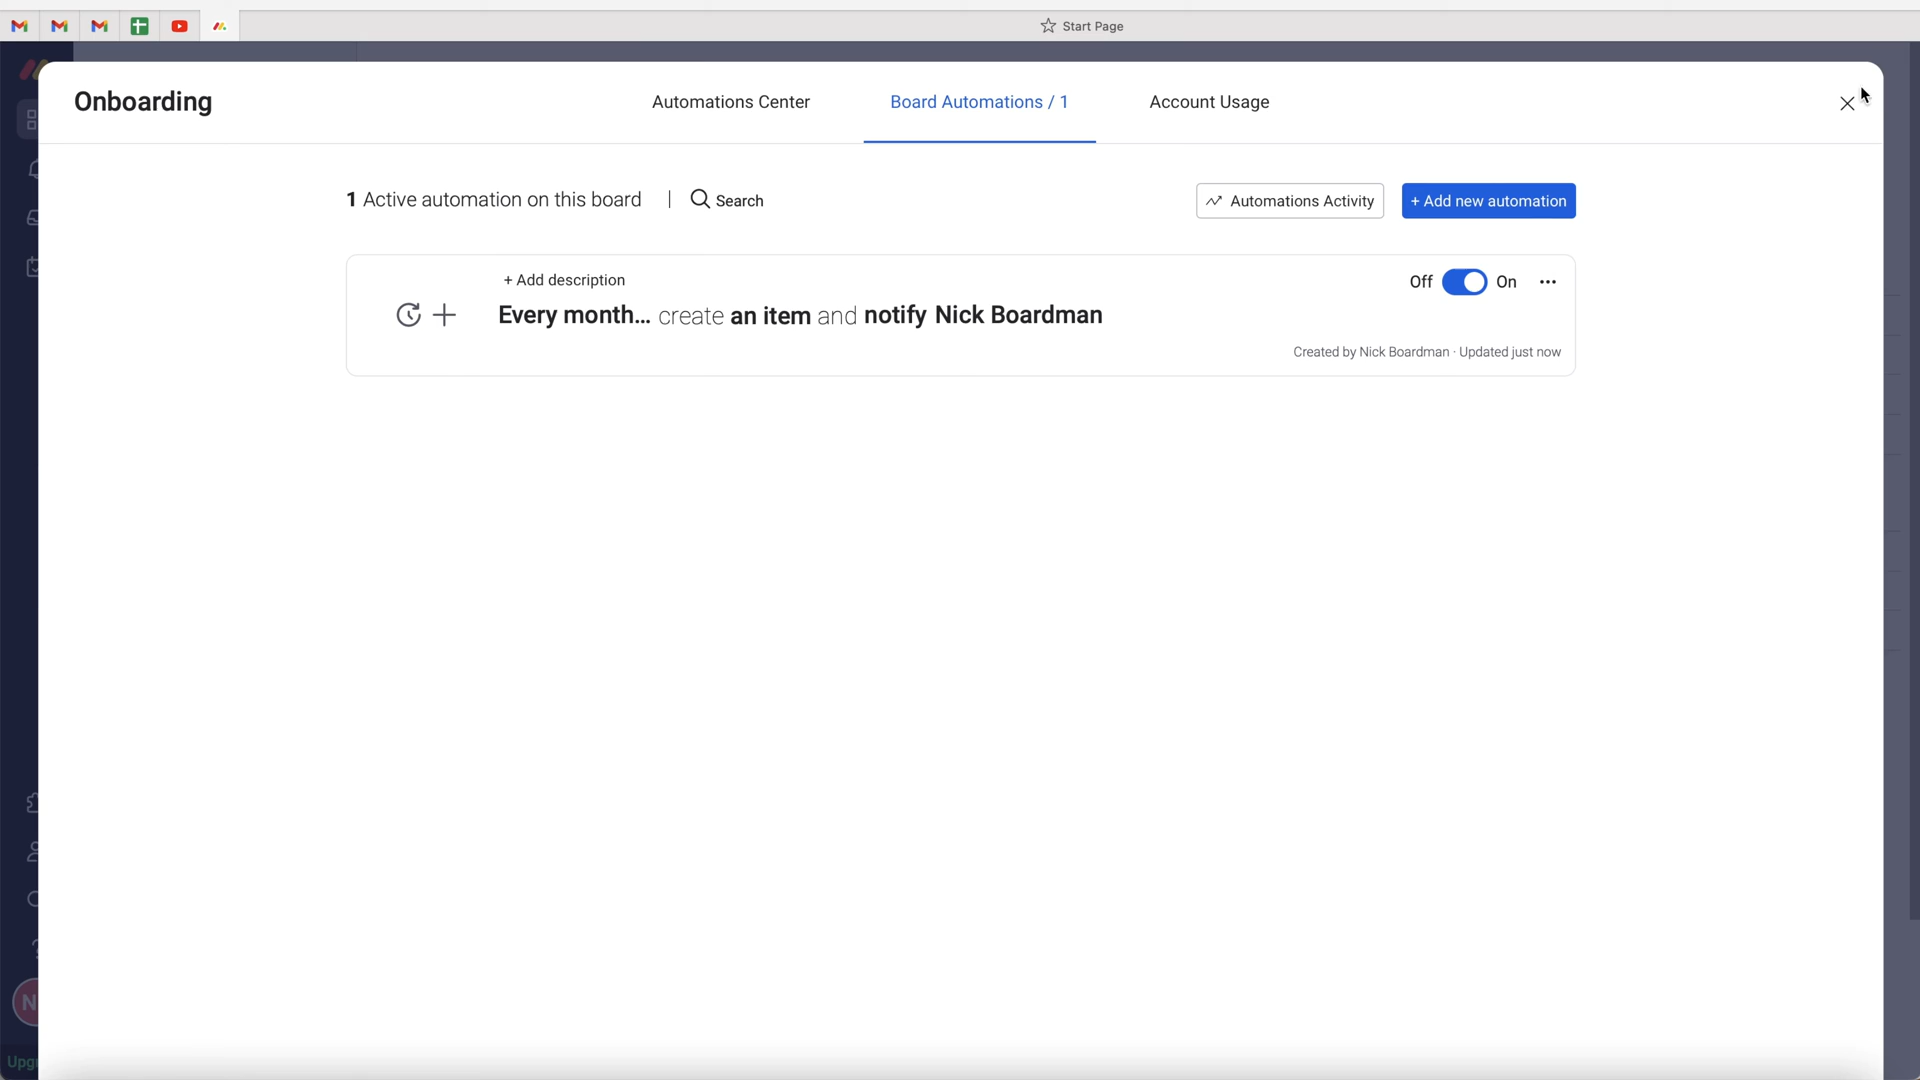 Start Page
Onboarding
Automations Center
Board Automations / 1
Account Usage
1 Active automation on this board | Search
Automations Activity
+ Add new automation
+ Add description
Off On
Every month... create an item and notify Nick Boardman
Created by Nick Boardman · Updated just now
N
Upgr